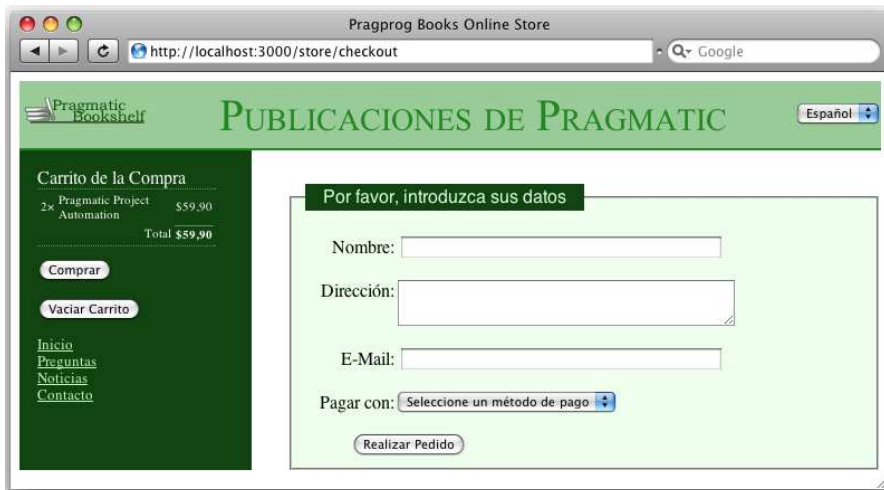 Pragprog Books Online Store
http://localhost:3000/store/checkout
Google
Pragmatic
Bookshelf
PUBLICACIONES DE PRAGMATIC
Español
Carrito de la Compra
2× Pragmatic Project Automation $59,90
Total $59,90
Comprar
Vaciar Carrito
Inicio
Preguntas
Noticias
Contacto
Por favor, introduzca sus datos
Nombre:
Dirección:
E-Mail:
Pagar con: Seleccione un método de pago
Realizar Pedido